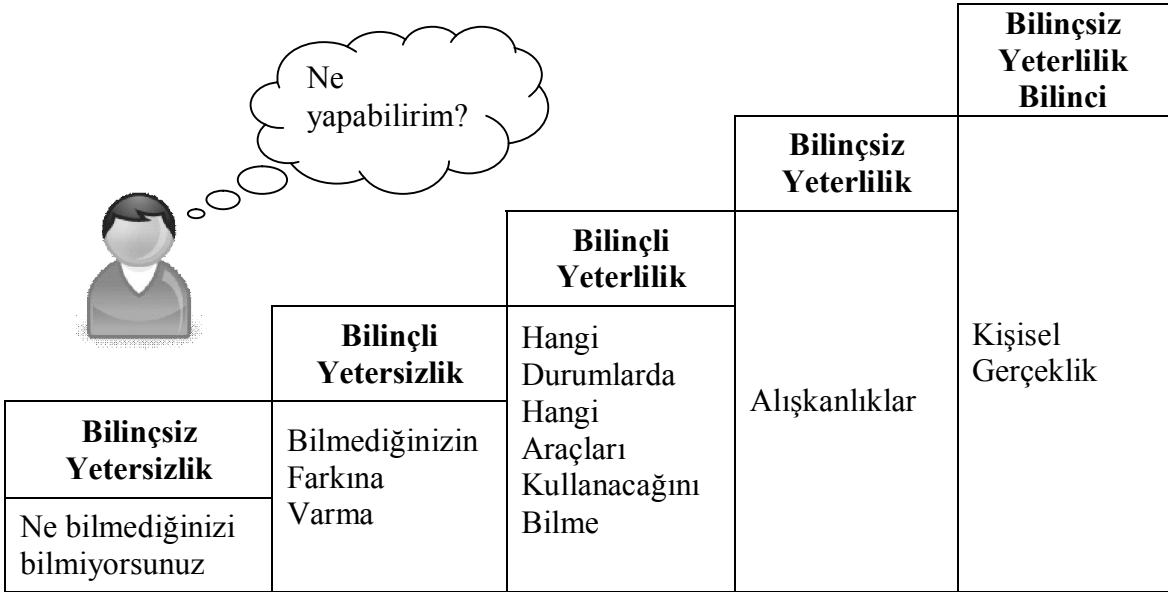 Ne
yapabilirim?
Bilinçsiz
Yetersizlik
Ne bilmediğinizi
bilmiyorsunuz
Bilinçli
Yetersizlik
Bilmediğinizin
Farkına
Varma
Bilinçli
Yeterlilik
Hangi
Durumlarda
Hangi
Araçları
Kullanacağını
Bilme
Bilinçsiz
Yeterlilik
Alışkanlıklar
Bilinçsiz
Yeterlilik
Bilinci
Kişisel
Gerçeklik